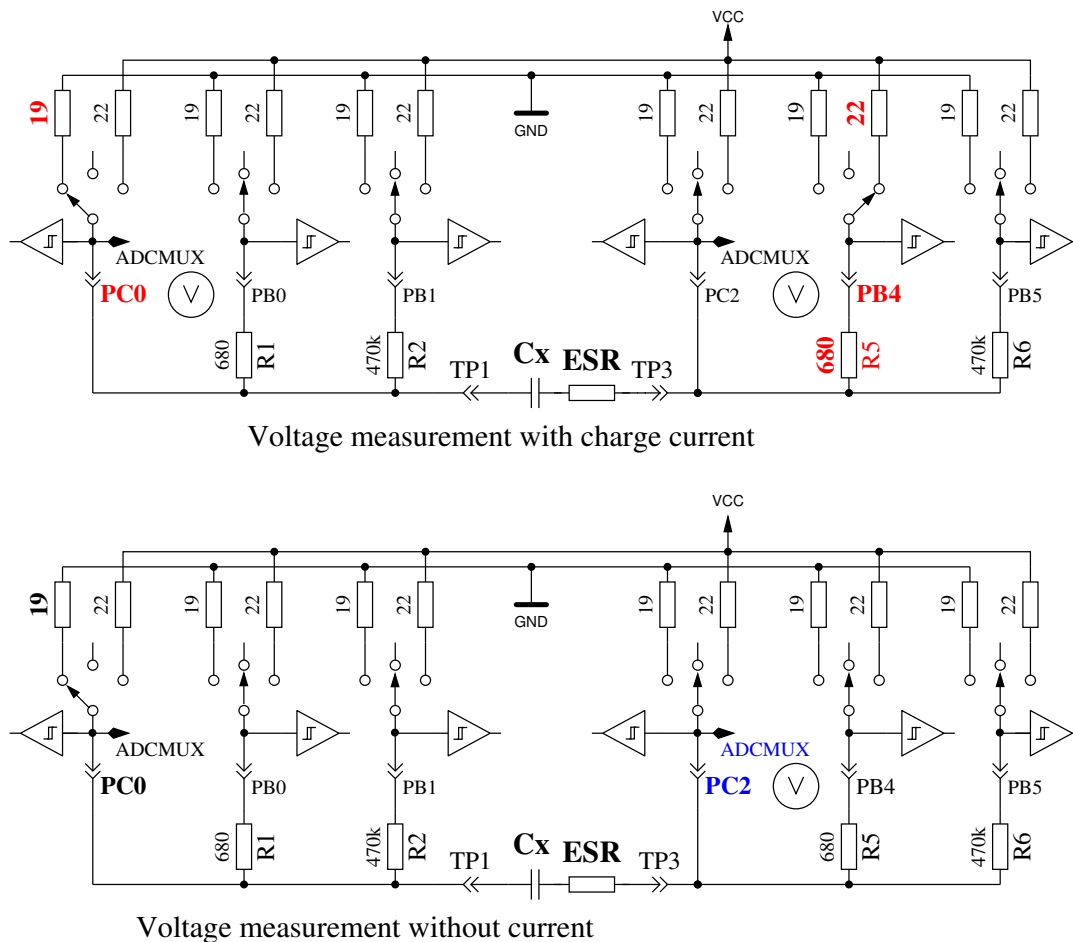 VCC
19 22 19 22 19 22 GND 19 22 19 22 19 22
ADCMUX ADCMUX
PC0 V PB0 PB1 PC2 V PB4 PB5
680 R1 470k R2 680 R5 470k R6
TP1 Cx ESR TP3
Voltage measurement with charge current
VCC
19 22 19 22 19 22 GND 19 22 19 22 19 22
ADCMUX ADCMUX
PC0 PB0 PB1 PC2 V PB4 PB5
680 R1 470k R2 680 R5 470k R6
TP1 Cx ESR TP3
Voltage measurement without current